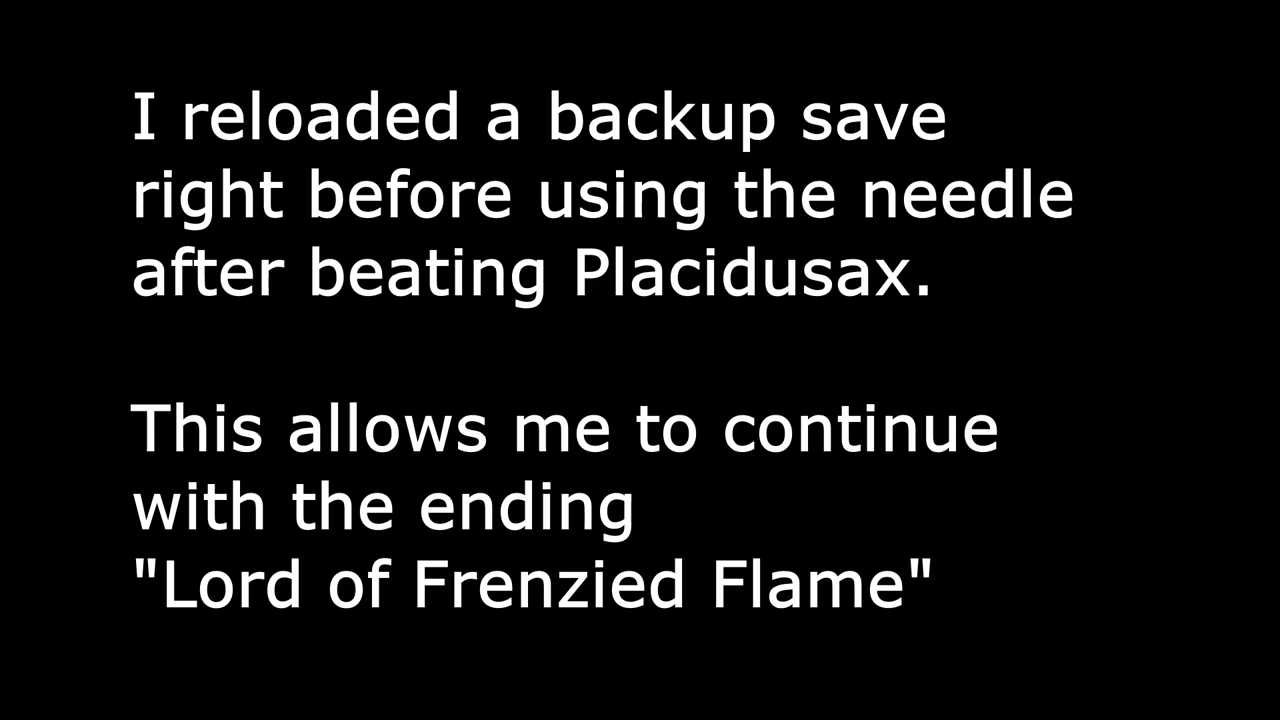 I reloaded a backup save
right before using the needle
after beating Placidusax.
This allows me to continue
with the ending
"Lord of Frenzied Flame"